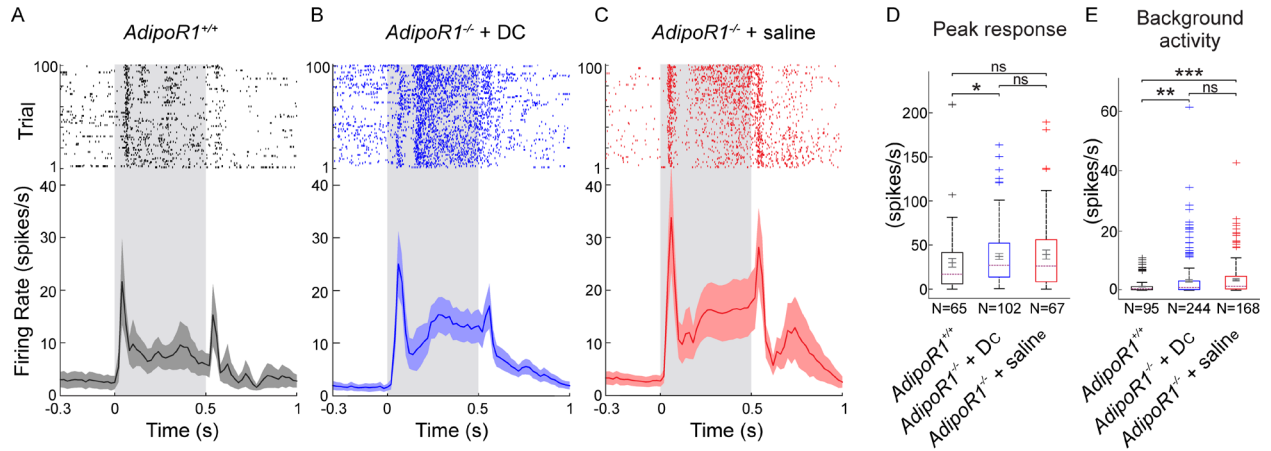 A
AdipoR1+/+
Trial
100
1
Firing Rate (spikes/s)
40
30
20
10
0
-0.3
0
0.5
1
Time (s)
B
AdipoR1-/- + DC
100
1
40
30
20
10
0
-0.3
0
0.5
1
Time (s)
C
AdipoR1-/- + saline
100
1
40
30
20
10
0
-0.3
0
0.5
1
Time (s)
D
Peak response
ns
* ns
(spikes/s)
200
150
100
50
0
N=65 N=102 N=67
AdipoR1+/+
AdipoR1-/- + DC
AdipoR1-/- + saline
E
Background
activity
***
** ns
(spikes/s)
60
40
20
0
N=95 N=244 N=168
AdipoR1+/+
AdipoR1-/- + DC
AdipoR1-/- + saline